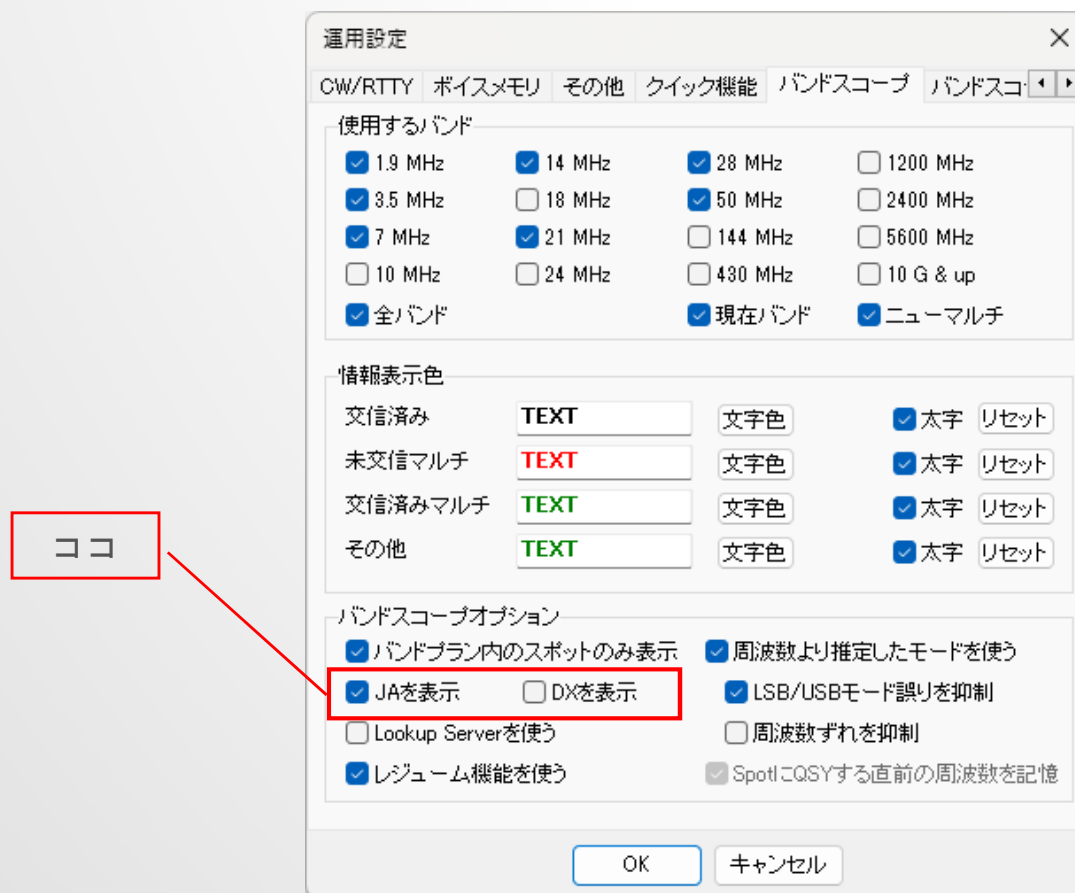 運用設定
CW/RTTY ボイスメモリ その他 クイック機能 バンドスコープ バンドスコ
使用するバンド
1.9 MHz 14 MHz 28 MHz 1200 MHz
3.5 MHz 18 MHz 50 MHz 2400 MHz
7 MHz 21 MHz 144 MHz 5600 MHz
10 MHz 24 MHz 430 MHz 10 G & up
全バンド 現在バンド ニューマルチ
情報表示色
交信済み TEXT 文字色 太字 リセット
未交信マルチ TEXT 文字色 太字 リセット
交信済みマルチ TEXT 文字色 太字 リセット
その他 TEXT 文字色 太字 リセット
ココ
バンドスコープオプション
バンドプラン内のスポットのみ表示 周波数より推定したモードを使う
JAを表示 DXを表示 LSB/USBモード誤りを抑制
Lookup Serverを使う 周波数ずれを抑制
レジューム機能を使う SpotにQSYする直前の周波数を記憶
OK キャンセル